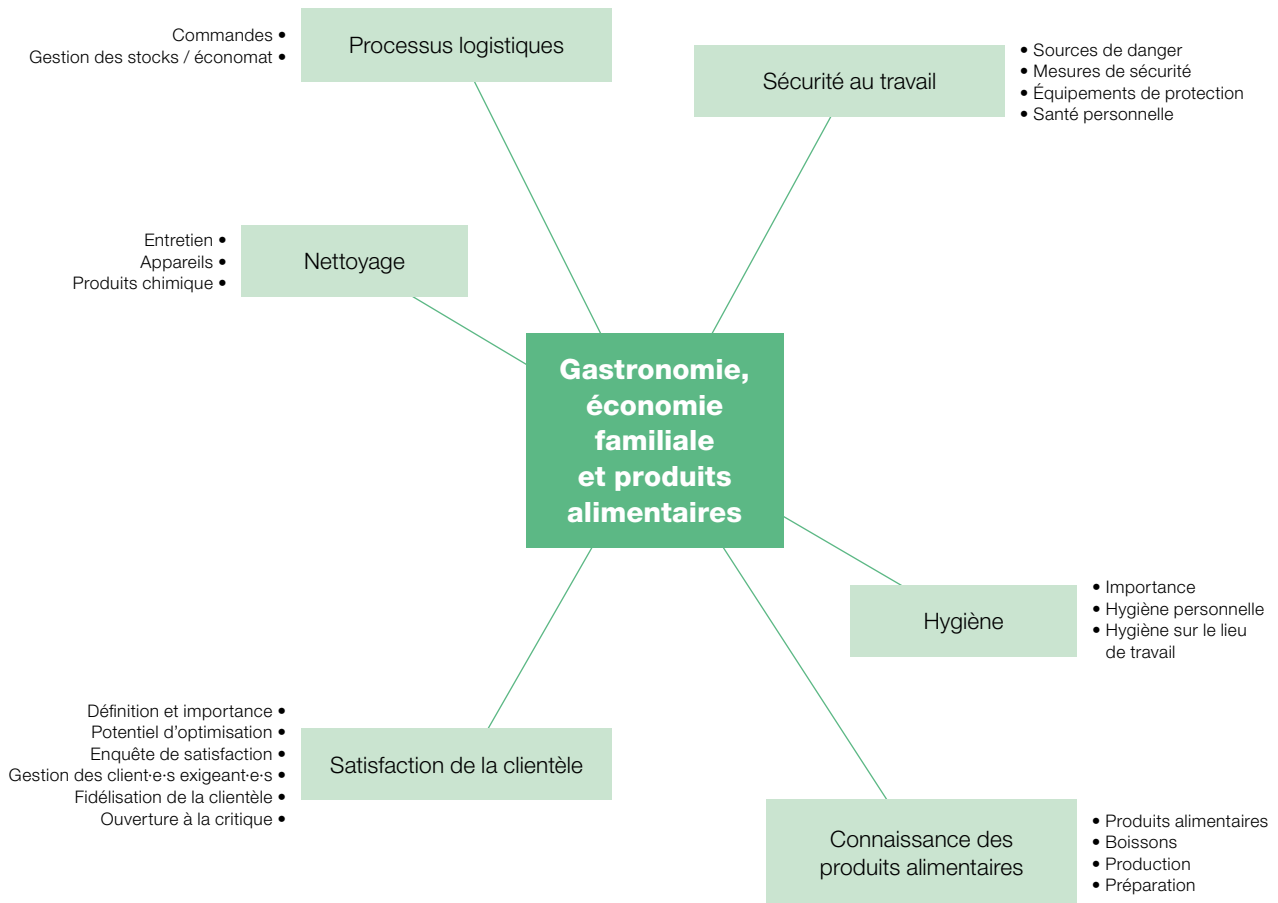 Commandes •
Gestion des stocks / économat •
Processus logistiques
Sécurité au travail
• Sources de danger
• Mesures de sécurité
• Équipements de protection
• Santé personnelle
Entretien •
Appareils •
Produits chimique •
Nettoyage
Gastronomie,
économie
familiale
et produits
alimentaires
Hygiène
• Importance
• Hygiène personnelle
• Hygiène sur le lieu
de travail
Définition et importance •
Potentiel d’optimisation •
Enquête de satisfaction •
Gestion des client·e·s exigeant·e·s •
Fidélisation de la clientèle •
Ouverture à la critique •
Satisfaction de la clientèle
Connaissance des
produits alimentaires
• Produits alimentaires
• Boissons
• Production
• Préparation